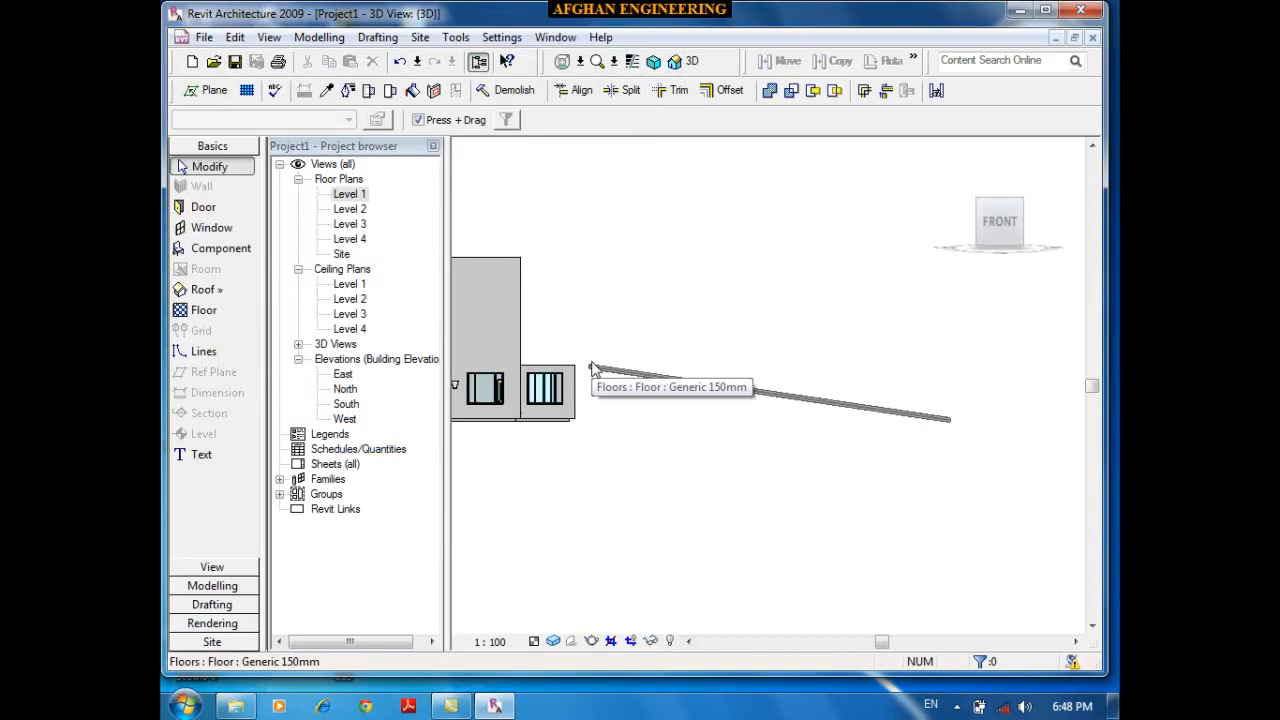 AFGHAN ENGINEERING
Revit Architecture 2009 - [Project1 - 3D View: {3D}]
File Edit View Modelling Drafting Site Tools Settings Window Help
3D Move Copy Rota » Content Search Online
Plane Demolish Align Split Trim Offset
Press + Drag
Basics
Modify
Wall
Door
Window
Component
Room
Roof »
Floor
Grid
Lines
Ref Plane
Dimension
Section
Level
Text
View
Modelling
Drafting
Rendering
Site
Project1 - Project browser
Views (all)
Floor Plans
Level 1
Level 2
Level 3
Level 4
Site
Ceiling Plans
Level 1
Level 2
Level 3
Level 4
3D Views
Elevations (Building Elevatio
East
North
South
West
Legends
Schedules/Quantities
Sheets (all)
Families
Groups
Revit Links
FRONT
Floors : Floor : Generic 150mm
1 : 100
Floors : Floor : Generic 150mm NUM :0
EN 6:48 PM